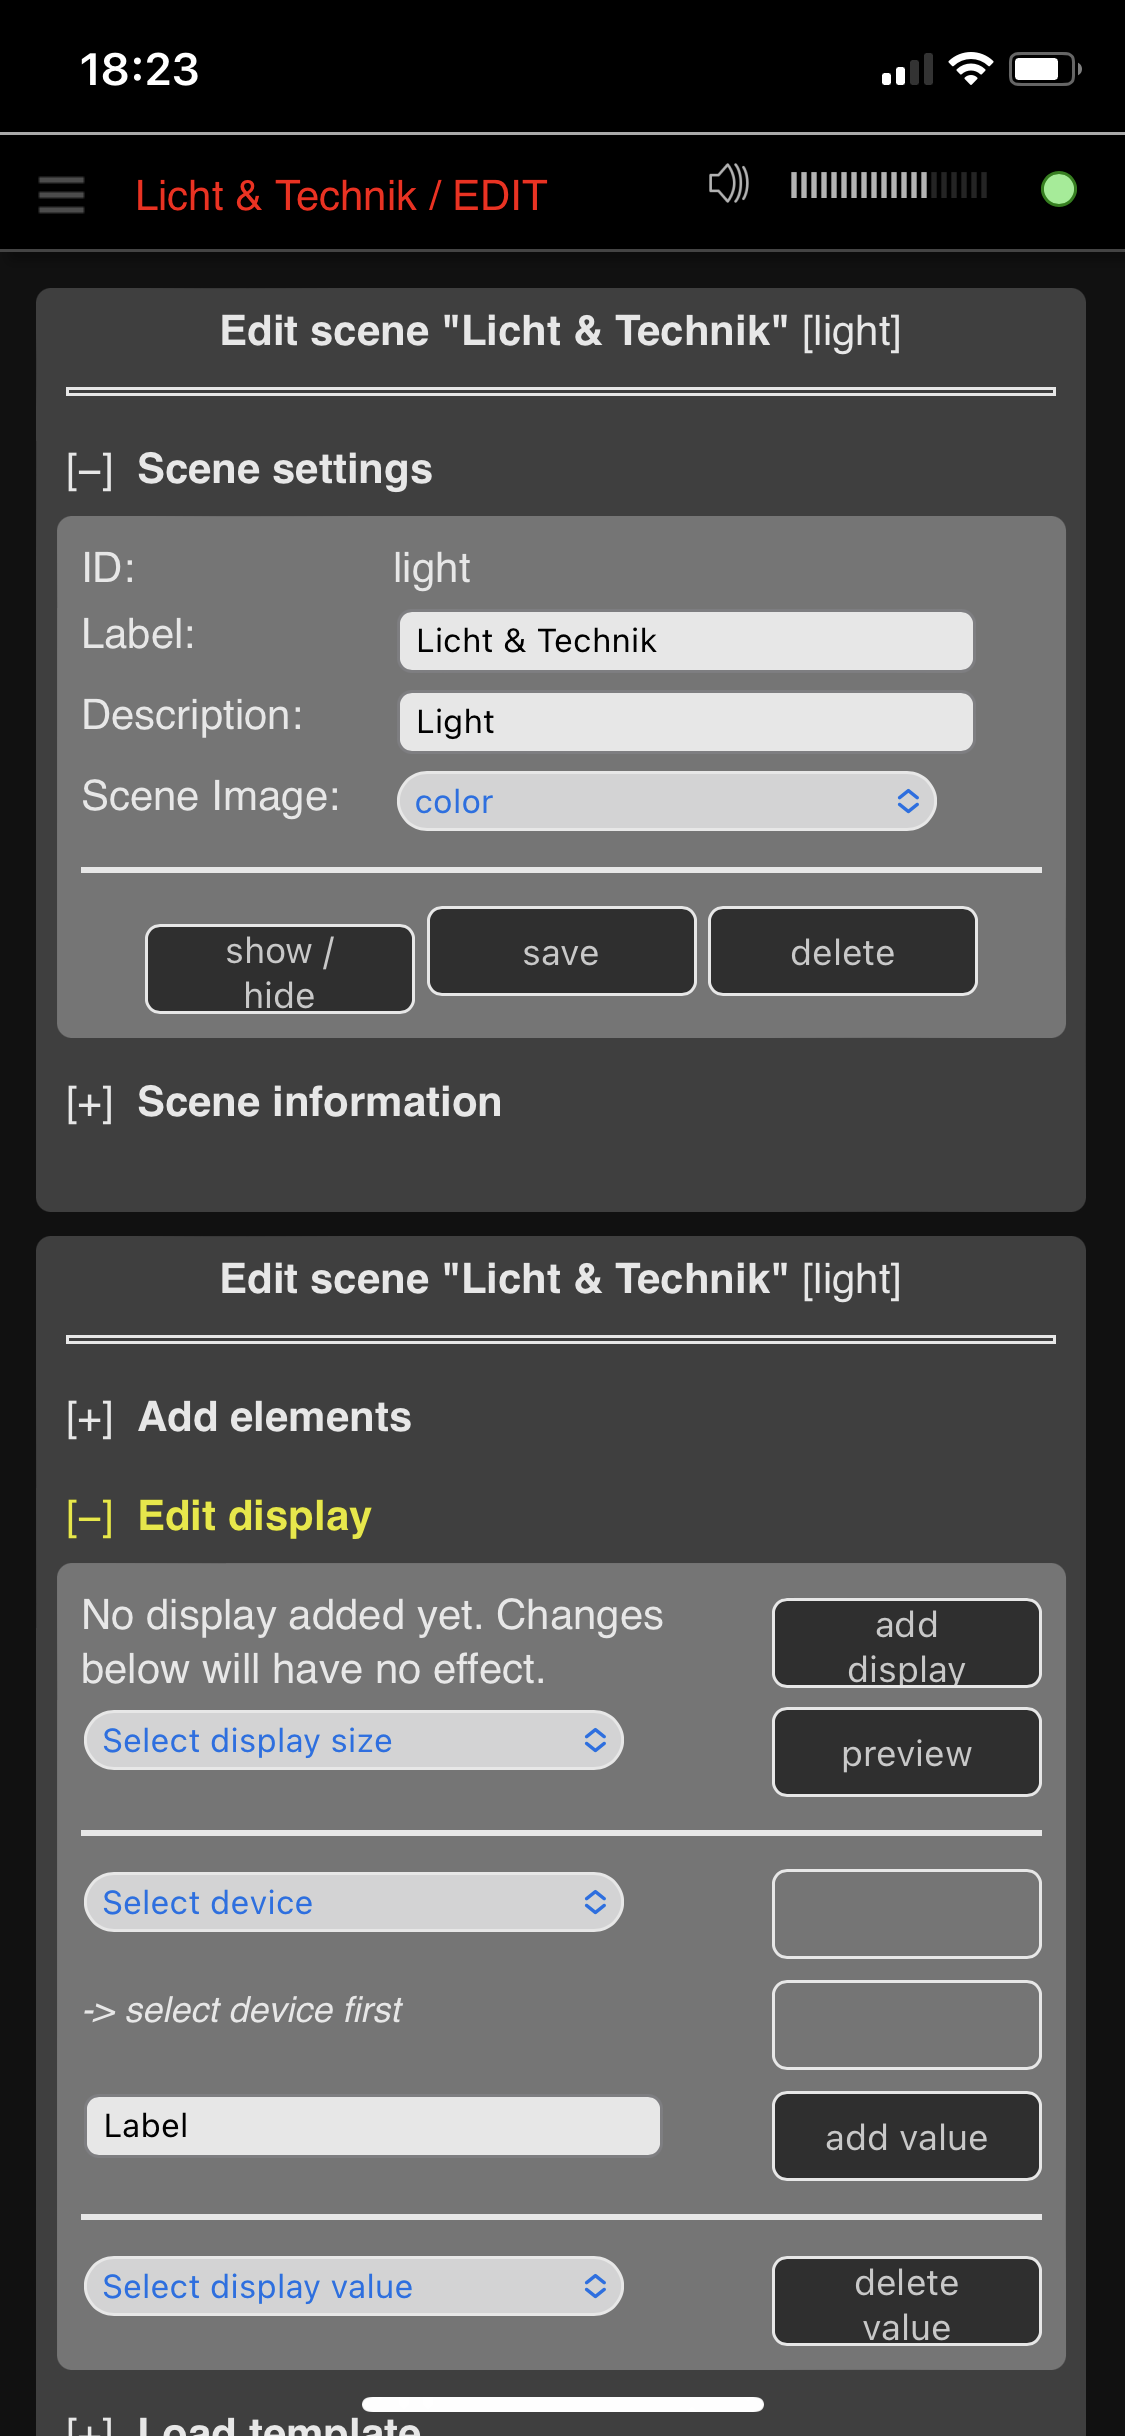 18:23
Licht & Technik / EDIT
Edit scene "Licht & Technik" [light]
[–] Scene settings
ID: light
Label: Licht & Technik
Description: Light
Scene Image: color
show / hide
save
delete
[+] Scene information
Edit scene "Licht & Technik" [light]
[+] Add elements
[–] Edit display
No display added yet. Changes
below will have no effect.
add
display
Select display size
preview
Select device
-> select device first
Label
add value
Select display value
delete
value
[+] Load template